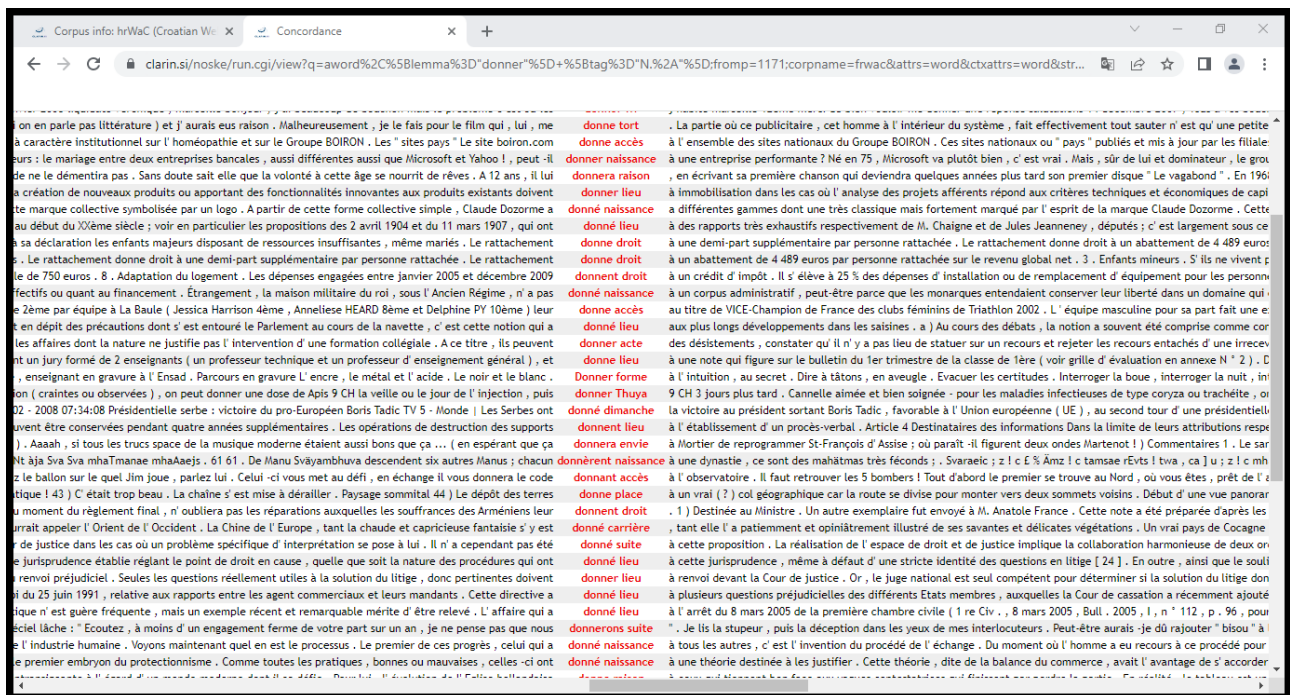 Corpus info: hrWaC (Croatian We
Concordance
clarin.si/noske/run.cgi/view?q=aword%2C%5Blemma%3D"donner"%5D+%5Btag%3D"N.%2A"%5D;fromp=1171;corpname=frwac&attrs=word&ctxattrs=word&str...
i on en parle pas littérature ) et j' aurais eus raison . Malheureusement , je le fais pour le film qui , lui , me donne tort . La partie où ce publicitaire , cet homme à l' intérieur du système , fait effectivement tout sauter n' est qu' une petite
à caractère institutionnel sur l' homéopathie et sur le Groupe BOIRON . Les " sites pays " Le site boiron.com donne accès à l' ensemble des sites nationaux du Groupe BOIRON . Ces sites nationaux ou " pays " publiés et mis à jour par les filiale
eurs : le mariage entre deux entreprises bancales , aussi différentes aussi que Microsoft et Yahoo ! , peut -il donner naissance à une entreprise performante ? Né en 75 , Microsoft va plutôt bien , c' est vrai . Mais , sûr de lui et dominateur , le grou
de ne le démentira pas . Sans doute sait elle que la volonté à cette âge se nourrit de rêves . A 12 ans , il lui donnera raison , en écrivant sa première chanson qui deviendra quelques années plus tard son premier disque " Le vagabond " . En 196
a création de nouveaux produits ou apportant des fonctionnalités innovantes aux produits existants doivent donner lieu à immobilisation dans les cas où l' analyse des projets afférents répond aux critères techniques et économiques de capi
te marque collective symbolisée par un logo . A partir de cette forme collective simple , Claude Dozorme a donné naissance a différentes gammes dont une très classique mais fortement marqué par l' esprit de la marque Claude Dozorme . Cette
au début du XXème siècle ; voir en particulier les propositions des 2 avril 1904 et du 11 mars 1907 , qui ont donné lieu à des rapports très exhaustifs respectivement de M. Chaigne et de Jules Jeanneney , députés ; c' est largement sous ce
à sa déclaration les enfants majeurs disposant de ressources insuffisantes , même mariés . Le rattachement donne droit à une demi-part supplémentaire par personne rattachée . Le rattachement donne droit à un abattement de 4 489 euros
s . Le rattachement donne droit à une demi-part supplémentaire par personne rattachée . Le rattachement donne droit à un abattement de 4 489 euros par personne rattachée sur le revenu global net . 3 . Enfants mineurs . S' ils ne vivent p
le de 750 euros . 8 . Adaptation du logement . Les dépenses engagées entre janvier 2005 et décembre 2009 donnent droit à un crédit d' impôt . Il s' élève à 25 % des dépenses d' installation ou de remplacement d' équipement pour les personn
ffectifs ou quant au financement . Étrangement , la maison militaire du roi , sous l' Ancien Régime , n' a pas donné naissance à un corpus administratif , peut-être parce que les monarques entendaient conserver leur liberté dans un domaine qui
e 2ème par équipe à La Baule ( Jessica Harrison 4ème , Anneliese HEARD 8ème et Delphine PY 10ème ) leur donne accès au titre de VICE-Champion de France des clubs féminins de Triathlon 2002 . L ' équipe masculine pour sa part fait une e
t en dépit des précautions dont s' est entouré le Parlement au cours de la navette , c' est cette notion qui a donné lieu aux plus longs développements dans les saisines . a ) Au cours des débats , la notion a souvent été comprise comme cor
les affaires dont la nature ne justifie pas l' intervention d' une formation collégiale . A ce titre , ils peuvent donner acte des désistements , constater qu' il n' y a pas lieu de statuer sur un recours et rejeter les recours entachés d' une irrecev
nt un jury formé de 2 enseignants ( un professeur technique et un professeur d' enseignement général ) , et donne lieu à une note qui figure sur le bulletin du 1er trimestre de la classe de 1ère ( voir grille d' évaluation en annexe N ° 2 ) . D
, enseignant en gravure à l' Ensad . Parcours en gravure L' encre , le métal et l' acide . Le noir et le blanc . Donner forme à l' intuition , au secret . Dire à tâtons , en aveugle . Evacuer les certitudes . Interroger la boue , interroger la nuit , in
ion ( craintes ou observées ) , on peut donner une dose de Apis 9 CH la veille ou le jour de l' injection , puis donner Thuya 9 CH 3 jours plus tard . Cannelle aimée et bien soignée - pour les maladies infectieuses de type coryza ou trachéite , o
02 - 2008 07:34:08 Présidentielle serbe : victoire du pro-Européen Boris Tadic TV 5 - Monde | Les Serbes ont donné dimanche la victoire au président sortant Boris Tadic , favorable à l' Union européenne ( UE ) , au second tour d' une présidentiell
uvent être conservées pendant quatre années supplémentaires . Les opérations de destruction des supports donnent lieu à l' établissement d' un procès-verbal . Article 4 Destinataires des informations Dans la limite de leurs attributions respe
) . Aaaah , si tous les trucs space de la musique moderne étaient aussi bons que ça ... ( en espérant que ça donnera envie à Mortier de reprogrammer St-François d' Assise ; où paraît -il figurent deux ondes Martenot ! ) Commentaires 1 . Le sar
Nt àja Sva Sva mhaTmanae mhaAaejs . 61 61 . De Manu Sväyambhuva descendent six autres Manus ; chacun donnèrent naissance à une dynastie , ce sont des mahätmas très féconds ; . Svaraeic ; z ! c £ % Ämz ! c tamsae rEvts ! twa , ca ] u ; z ! c mh
z le ballon sur le quel Jim joue , parlez lui . Celui -ci vous met au défi , en échange il vous donnera le code donnant accès à l' observatoire . Il faut retrouver les 5 bombers ! Tout d'abord le premier se trouve au Nord , où vous êtes , prêt de l' a
tique ! 43 ) C' était trop beau . La chaîne s' est mise à dérailler . Paysage sommital 44 ) Le dépôt des terres donne place à un vrai ( ? ) col géographique car la route se divise pour monter vers deux sommets voisins . Début d' une vue panorar
u moment du règlement final , n' oubliera pas les réparations auxquelles les souffrances des Arméniens leur donnent droit . 1 ) Destinée au Ministre . Un autre exemplaire fut envoyé à M. Anatole France . Cette note a été préparée d'après les
urrait appeler l' Orient de l' Occident . La Chine de l' Europe , tant la chaude et capricieuse fantaisie s' y est donné carrière , tant elle l' a patiemment et opiniâtrement illustré de ses savantes et délicates végétations . Un vrai pays de Cocagne
r de justice dans les cas où un problème spécifique d' interprétation se pose à lui . Il n' a cependant pas été donné suite à cette proposition . La réalisation de l' espace de droit et de justice implique la collaboration harmonieuse de deux or
e jurisprudence établie réglant le point de droit en cause , quelle que soit la nature des procédures qui ont donné lieu à cette jurisprudence , même à défaut d' une stricte identité des questions en litige [ 24 ] . En outre , ainsi que le souli
renvoi préjudiciel . Seules les questions réellement utiles à la solution du litige , donc pertinentes doivent donner lieu à renvoi devant la Cour de justice . Or , le juge national est seul compétent pour déterminer si la solution du litige don
oi du 25 juin 1991 , relative aux rapports entre les agent commerciaux et leurs mandants . Cette directive a donné lieu à plusieurs questions préjudicielles des différents Etats membres , auxquelles la Cour de cassation a récemment ajouté
tique n' est guère fréquente , mais un exemple récent et remarquable mérite d' être relevé . L' affaire qui a donné lieu à l' arrêt du 8 mars 2005 de la première chambre civile ( 1 re Civ . , 8 mars 2005 , Bull . 2005 , I , n ° 112 , p . 96 , pour
éciel lâche : " Ecoutez , à moins d' un engagement ferme de votre part sur un an , je ne pense pas que nous donnerons suite " . Je lis la stupeur , puis la déception dans les yeux de mes interlocuteurs . Peut-être aurais -je dû rajouter " bisou " à
e l' industrie humaine . Voyons maintenant quel en est le processus . Le premier de ces progrès , celui qui a donné naissance à tous les autres , c' est l' invention du procédé de l' échange . Du moment où l' homme a eu recours à ce procédé pour
e premier embryon du protectionnisme . Comme toutes les pratiques , bonnes ou mauvaises , celles -ci ont donné naissance à une théorie destinée à les justifier . Cette théorie , dite de la balance du commerce , avait l' avantage de s' accorder